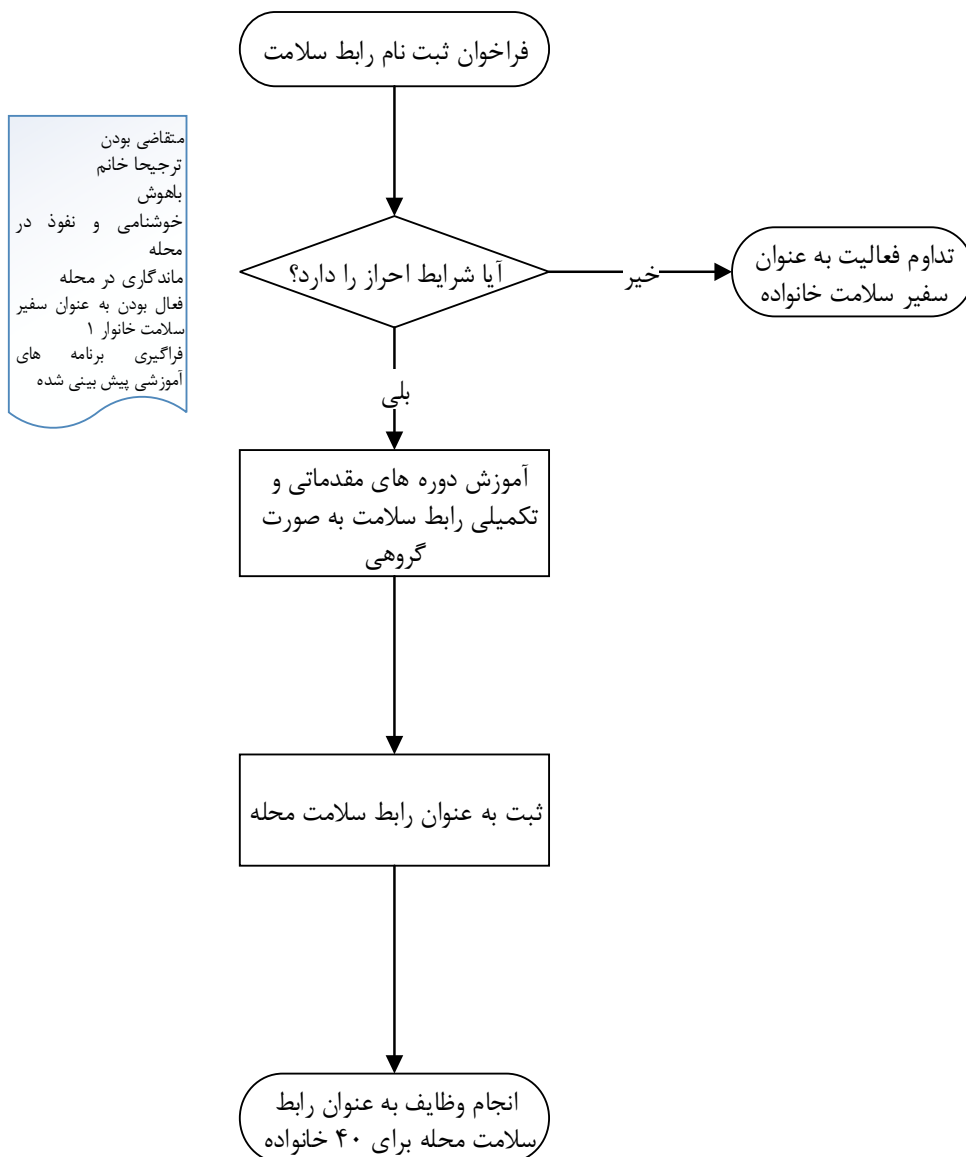 فراخوان ثبت نام رابط سلامت
متقاضی بودن
ترجیحا خانم
باهوش
خوشنامی و نفوذ در
محله
ماندگاری در محله
فعال بودن به عنوان سفیر
سلامت خانوار ۱
فراگیری برنامه های
آموزشی پیش بینی شده
آیا شرایط احراز را دارد؟
خیر
تداوم فعالیت به عنوان
سفیر سلامت خانواده
بلی
آموزش دوره های مقدماتی و
تکمیلی رابط سلامت به صورت
گروهی
ثبت به عنوان رابط سلامت محله
انجام وظایف به عنوان رابط
سلامت محله برای ۴۰ خانواده